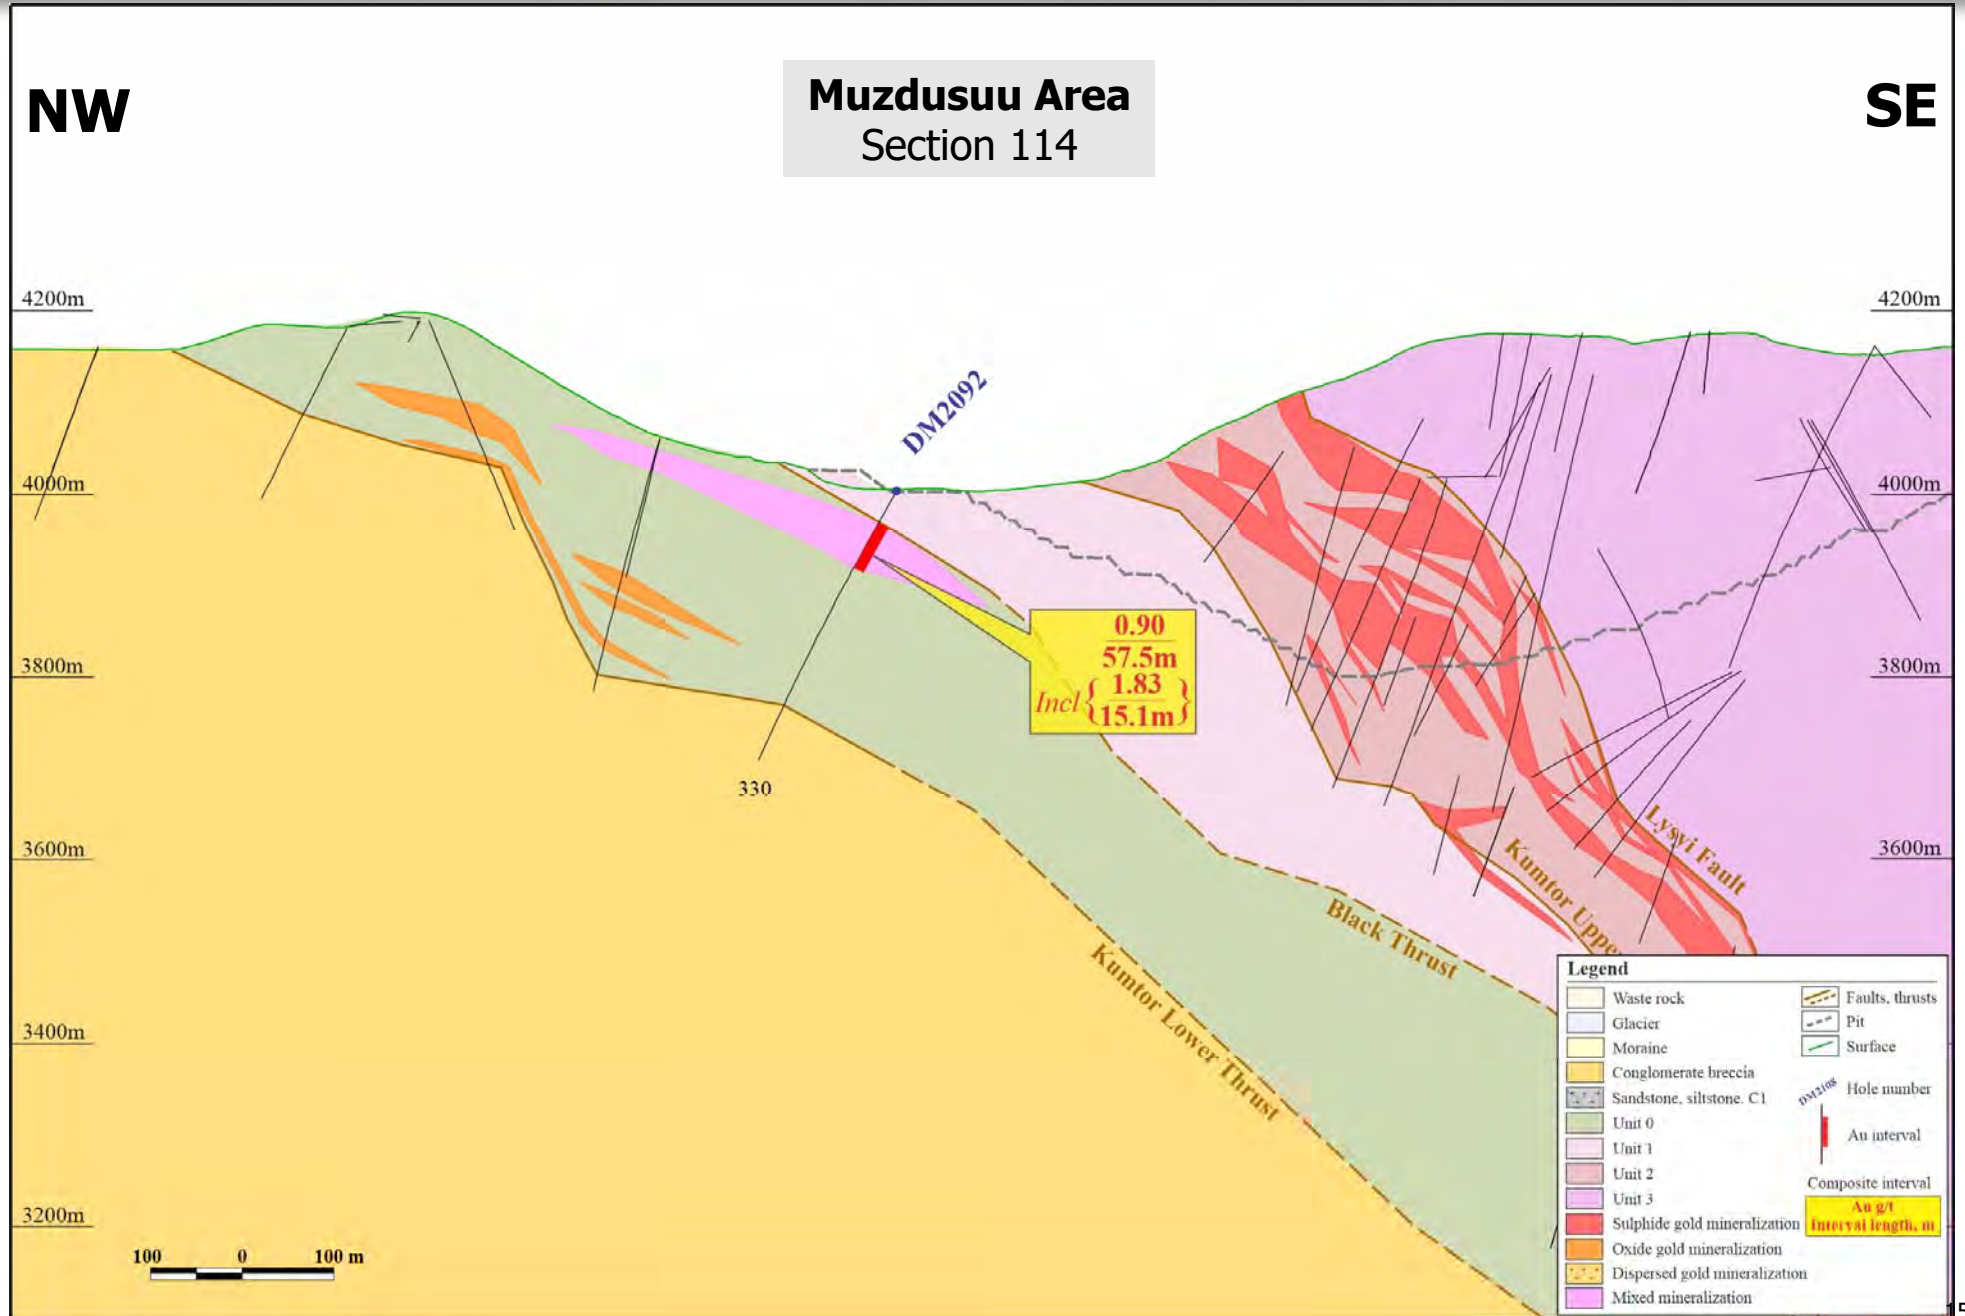 NW
Muzdusuu Area
Section 114
SE
4200m
4200m
DM2092
4000m
4000m
0.90
57.5m
Incl { 1.83
15.1m }
3800m
3800m
330
Lysyi Fault
Kumtor Upper
3600m
3600m
Black Thrust
Kumtor Lower Thrust
3400m
3200m
100 0 100 m
Legend
Waste rock
Glacier
Moraine
Conglomerate breccia
Sandstone, siltstone. C1
Unit 0
Unit 1
Unit 2
Unit 3
Sulphide gold mineralization
Oxide gold mineralization
Dispersed gold mineralization
Mixed mineralization
Faults, thrusts
Pit
Surface
DM2108 Hole number
Au interval
Composite interval
Au g/t
Interval length, m
15